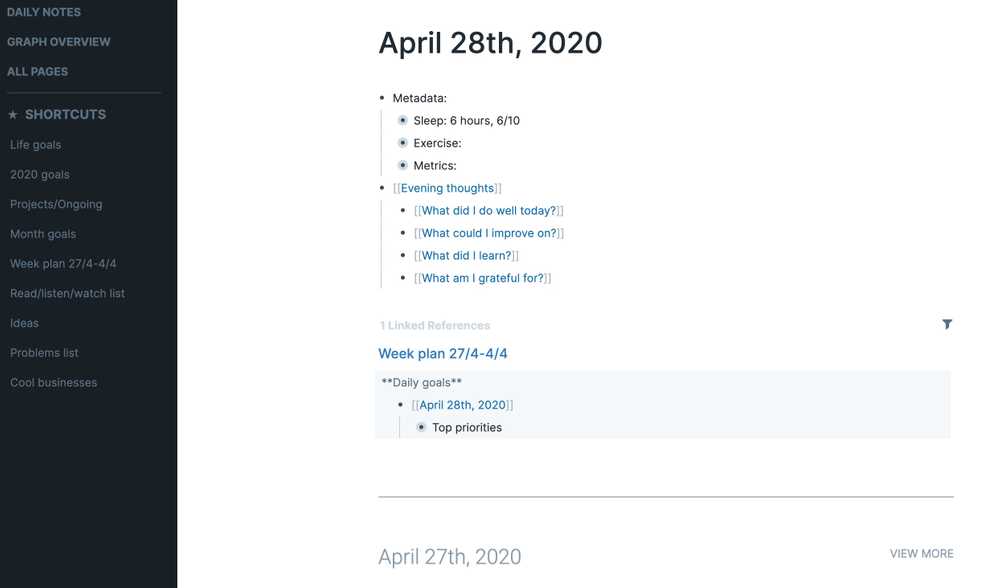 DAILY NOTES
GRAPH OVERVIEW
ALL PAGES
★ SHORTCUTS
Life goals
2020 goals
Projects/Ongoing
Month goals
Week plan 27/4-4/4
Read/listen/watch list
Ideas
Problems list
Cool businesses
April 28th, 2020
Metadata:
Sleep: 6 hours, 6/10
Exercise:
Metrics:
[[Evening thoughts]]
[[What did I do well today?]]
[[What could I improve on?]]
[[What did I learn?]]
[[What am I grateful for?]]
1 Linked References
Week plan 27/4-4/4
**Daily goals**
[[April 28th, 2020]]
Top priorities
April 27th, 2020
VIEW MORE